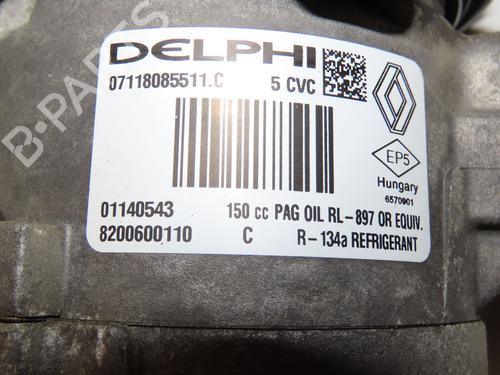 DELPHI
07118085511.C 5 CVC
EP5
Hungary
6570901
01140543 150 cc PAG OIL RL-897 OR EQUIV.
8200600110 C R-134a REFRIGERANT
B-PARTS